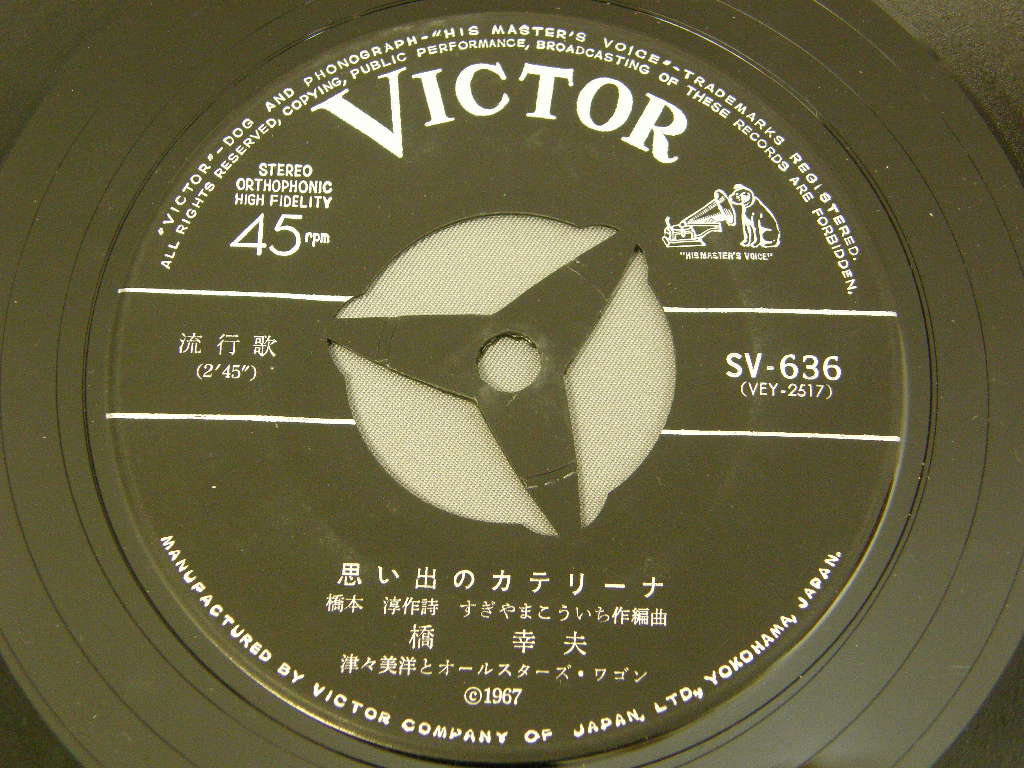 "VICTOR"-DOG AND PHONOGRAPH-"HIS MASTER'S VOICE"-TRADEMARKS REGISTERED.
ALL RIGHTS RESERVED, COPYING, PUBLIC PERFORMANCE, BROADCASTING OF THESE RECORDS ARE FORBIDDEN.
VICTOR
STEREO
ORTHOPHONIC
HIGH FIDELITY
45rpm
"HIS MASTER'S VOICE"
流行歌
(2'45")
SV-636
(VEY-2517)
思い出のカテリーナ
橋本 淳作詩 すぎやまこういち作編曲
橋 幸夫
津々美洋とオールスターズ・ワゴン
©1967
MANUFACTURED BY VICTOR COMPANY OF JAPAN, LTD., YOKOHAMA, JAPAN.